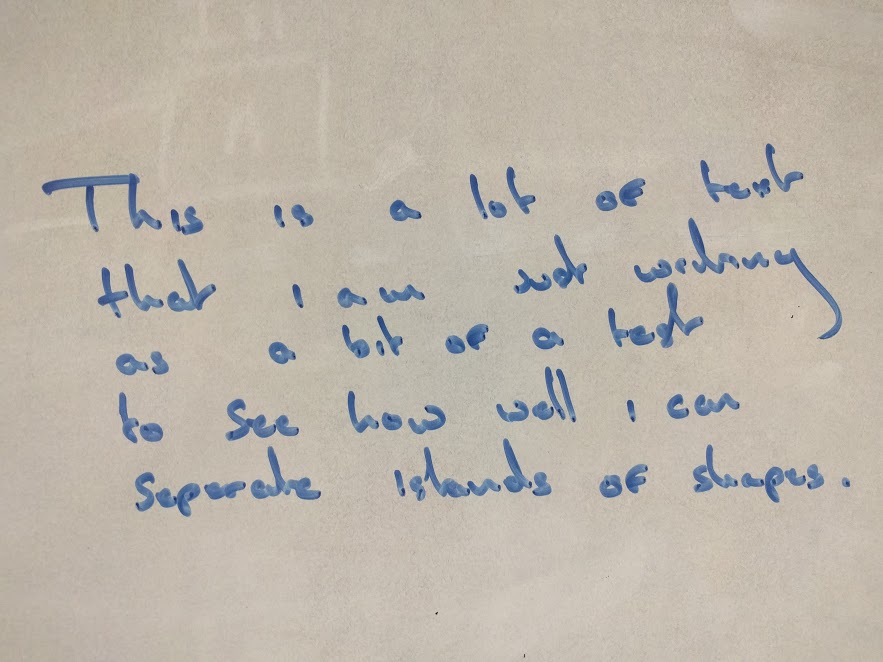 This is a lot of text
that i am just writing
as a bit of a test
to see how well i can
separate islands of shapes.